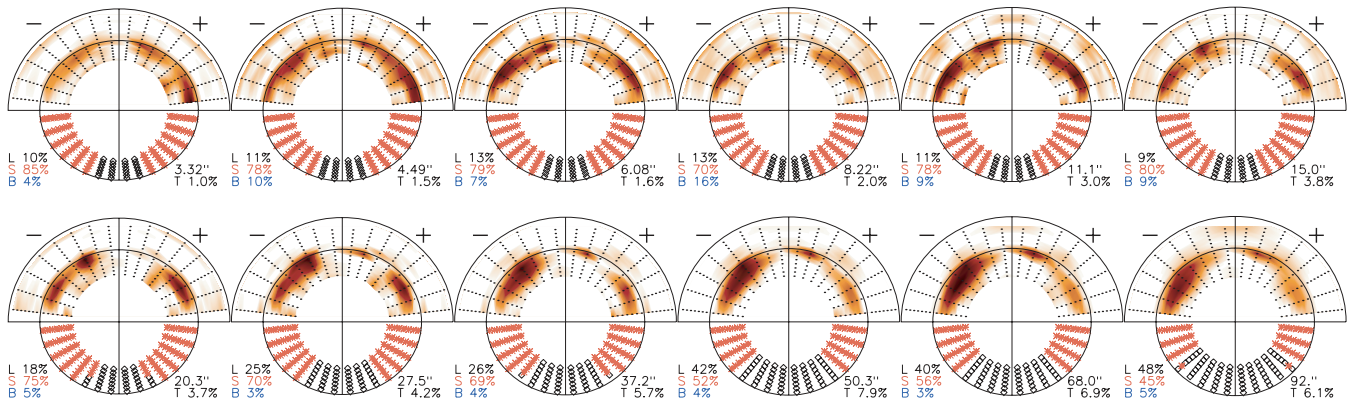 − +
− +
− +
− +
− +
− +
L 10%
S 85%
B 4%
3.32''
T 1.0%
L 11%
S 78%
B 10%
4.49''
T 1.5%
L 13%
S 79%
B 7%
6.08''
T 1.6%
L 13%
S 70%
B 16%
8.22''
T 2.0%
L 11%
S 78%
B 9%
11.1''
T 3.0%
L 9%
S 80%
B 9%
15.0''
T 3.8%
− +
− +
− +
− +
− +
− +
L 18%
S 75%
B 5%
20.3''
T 3.7%
L 25%
S 70%
B 3%
27.5''
T 4.2%
L 26%
S 69%
B 4%
37.2''
T 5.7%
L 42%
S 52%
B 4%
50.3''
T 7.9%
L 40%
S 56%
B 3%
68.0''
T 6.9%
L 48%
S 45%
B 5%
92.''
T 6.1%